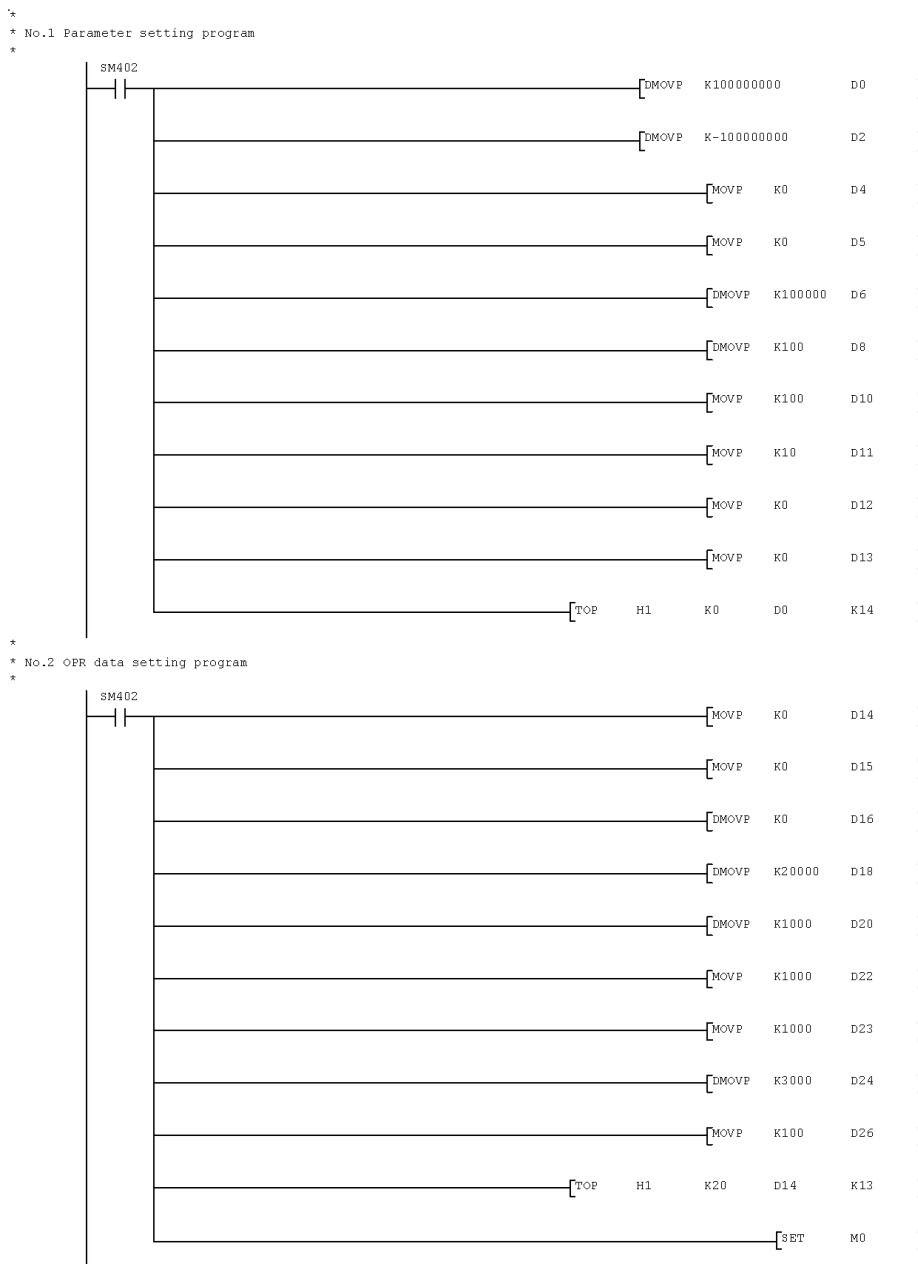 *
* No.1 Parameter setting program
*
SM402
DMOVP K100000000 D0
DMOVP K-100000000 D2
MOVP K0 D4
MOVP K0 D5
DMOVP K100000 D6
DMOVP K100 D8
MOVP K100 D10
MOVP K10 D11
MOVP K0 D12
MOVP K0 D13
TOP H1 K0 D0 K14
*
* No.2 OPR data setting program
*
SM402
MOVP K0 D14
MOVP K0 D15
DMOVP K0 D16
DMOVP K20000 D18
DMOVP K1000 D20
MOVP K1000 D22
MOVP K1000 D23
DMOVP K3000 D24
MOVP K100 D26
TOP H1 K20 D14 K13
SET M0